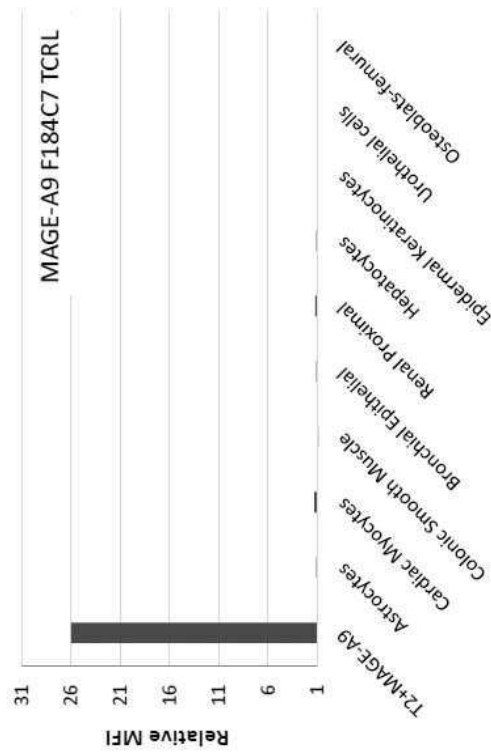 MAGE-A9 F184C7 TCRL
Relative MFI
31
26
21
16
11
6
1
T2+MAGE-A9
Astrocytes
Cardiac Myocytes
Colonic Smooth Muscle
Bronchial Epithelial
Renal Proximal
Hepatocytes
Epidermal Keratinocytes
Urothelial cells
Osteoblats-femural